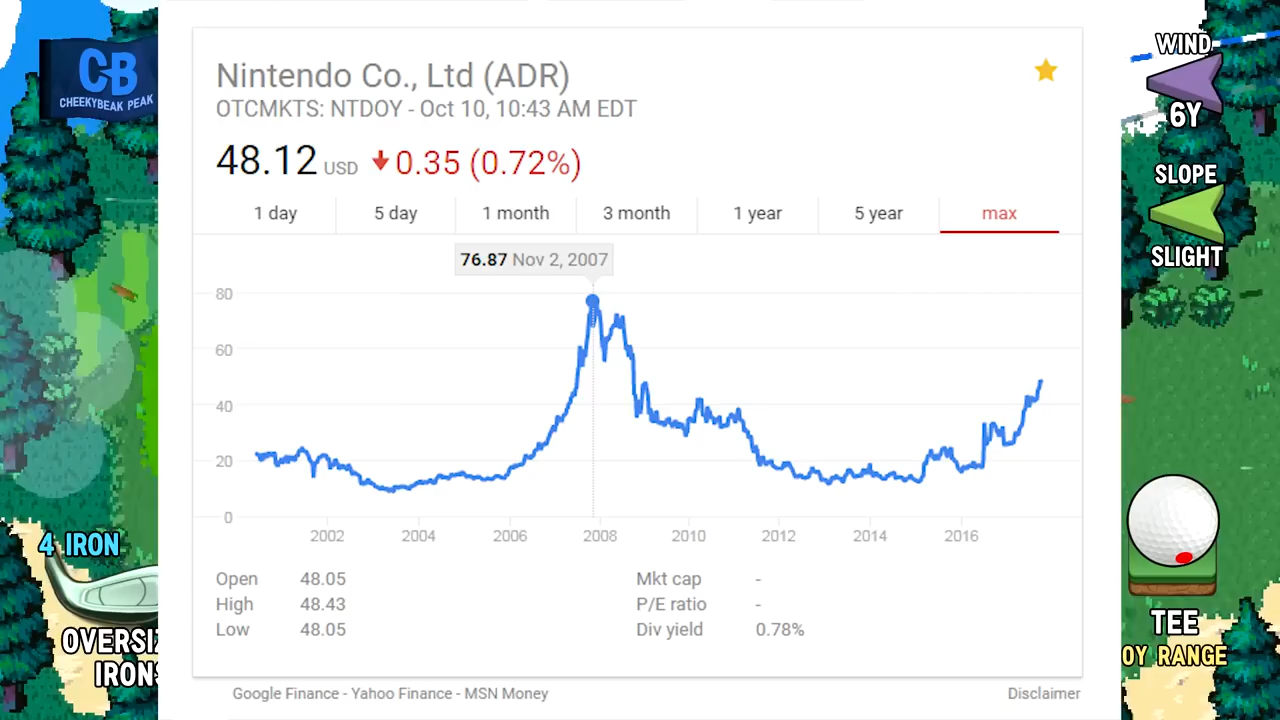 CB
CHEEKYBEAK PEAK
Nintendo Co., Ltd (ADR)
OTCMKTS: NTDOY - Oct 10, 10:43 AM EDT
48.12 USD 0.35 (0.72%)
1 day 5 day 1 month 3 month 1 year 5 year max
76.87 Nov 2, 2007
80
60
40
20
0
2002 2004 2006 2008 2010 2012 2014 2016
Open 48.05 Mkt cap -
High 48.43 P/E ratio -
Low 48.05 Div yield 0.78%
Google Finance - Yahoo Finance - MSN Money Disclaimer
4 IRON
WIND
6Y
SLOPE
SLIGHT
TEE